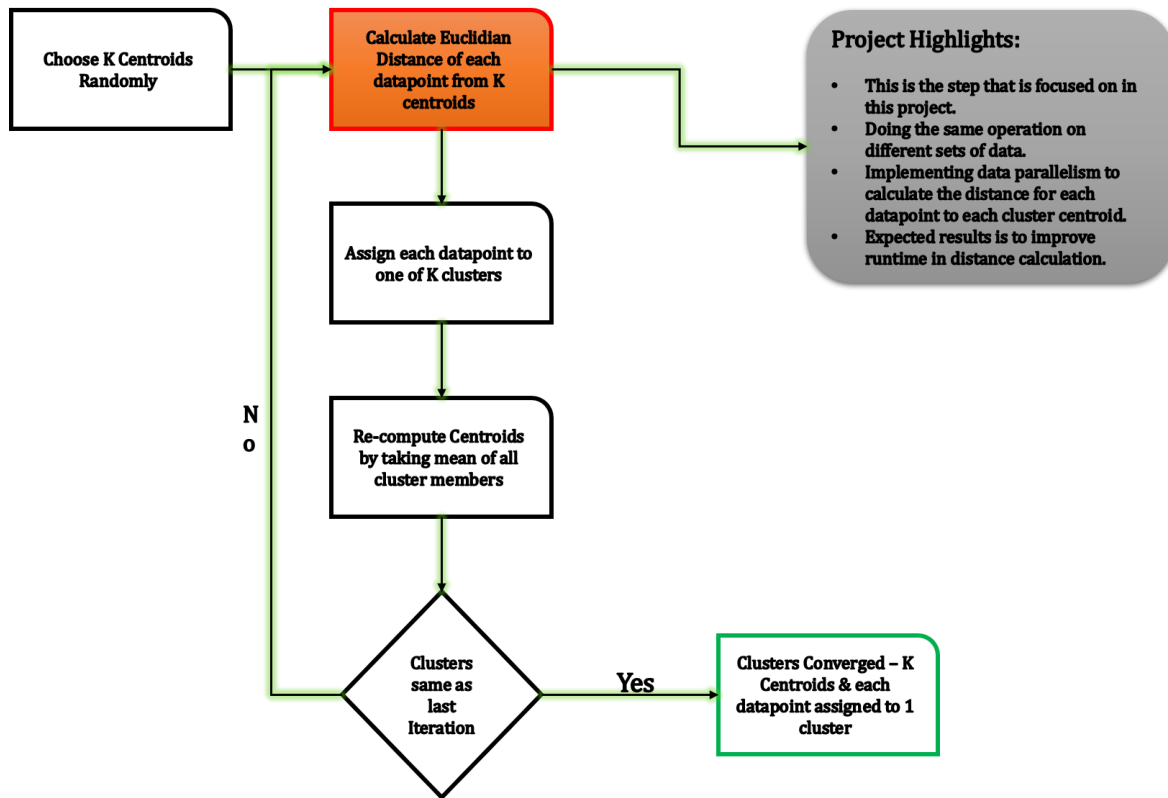 Choose K Centroids
Randomly
Calculate Euclidian
Distance of each
datapoint from K
centroids
Project Highlights:
• This is the step that is focused on in
this project.
• Doing the same operation on
different sets of data.
• Implementing data parallelism to
calculate the distance for each
datapoint to each cluster centroid.
• Expected results is to improve
runtime in distance calculation.
Assign each datapoint to
one of K clusters
N
o
Re-compute Centroids
by taking mean of all
cluster members
Clusters
same as
last
Iteration
Yes
Clusters Converged – K
Centroids & each
datapoint assigned to 1
cluster